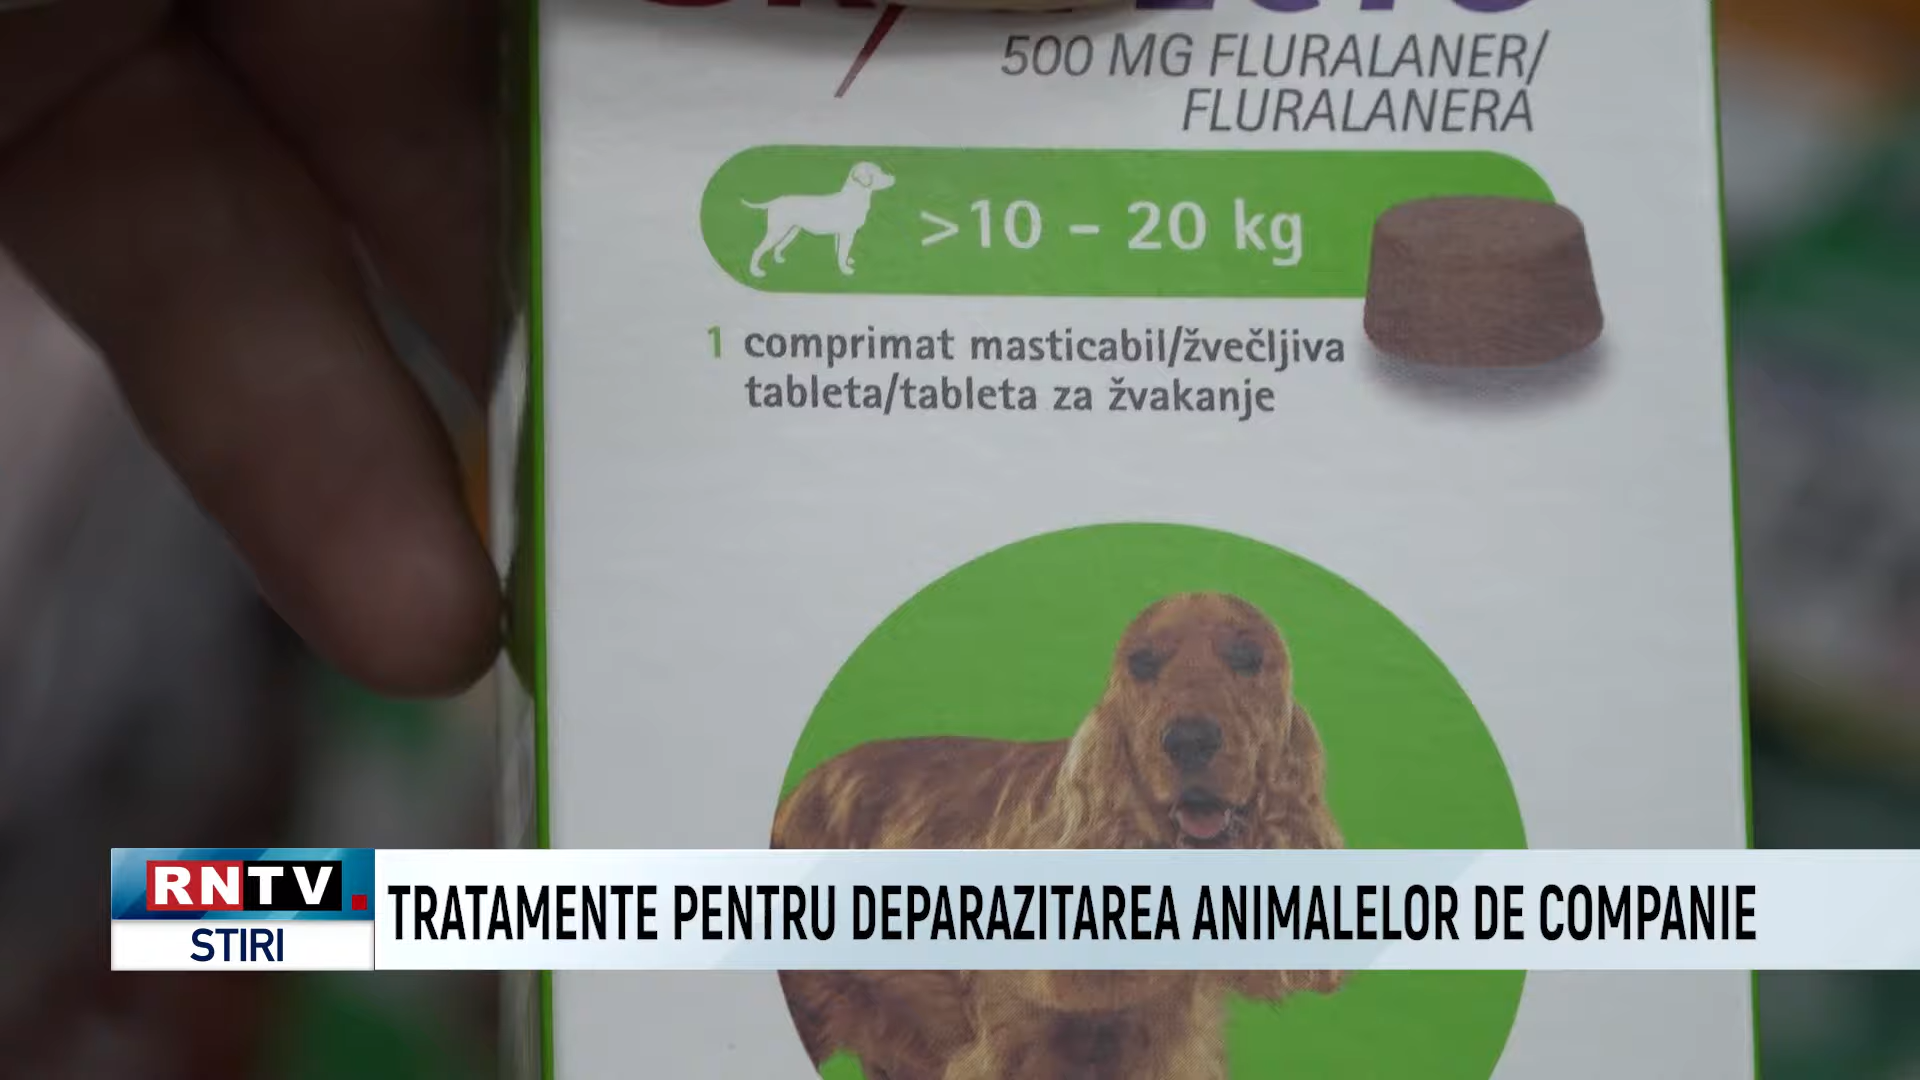 500 MG FLURALANER/
FLURALANERA
>10 – 20 kg
1 comprimat masticabil/žvečljiva
tableta/tableta za žvakanje
RNTV.
STIRI
TRATAMENTE PENTRU DEPARAZITAREA ANIMALELOR DE COMPANIE